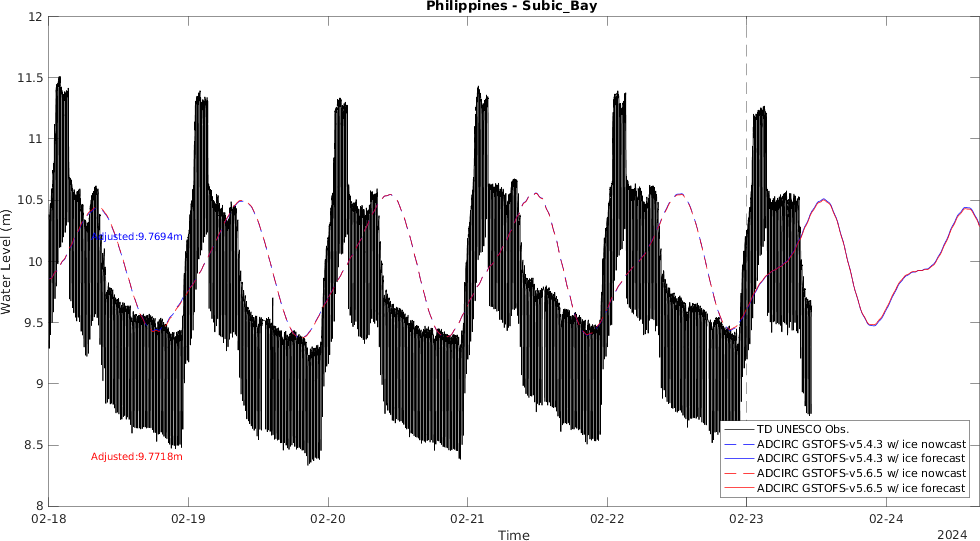 Philippines - Subic_Bay
12
11.5
11
10.5
10
9.5
9
8.5
8
Water Level (m)
Adjusted:9.7694m
Adjusted:9.7718m
TD UNESCO Obs.
ADCIRC GSTOFS-v5.4.3 w/ ice nowcast
ADCIRC GSTOFS-v5.4.3 w/ ice forecast
ADCIRC GSTOFS-v5.6.5 w/ ice nowcast
ADCIRC GSTOFS-v5.6.5 w/ ice forecast
02-18 02-19 02-20 02-21 02-22 02-23 02-24
Time
2024